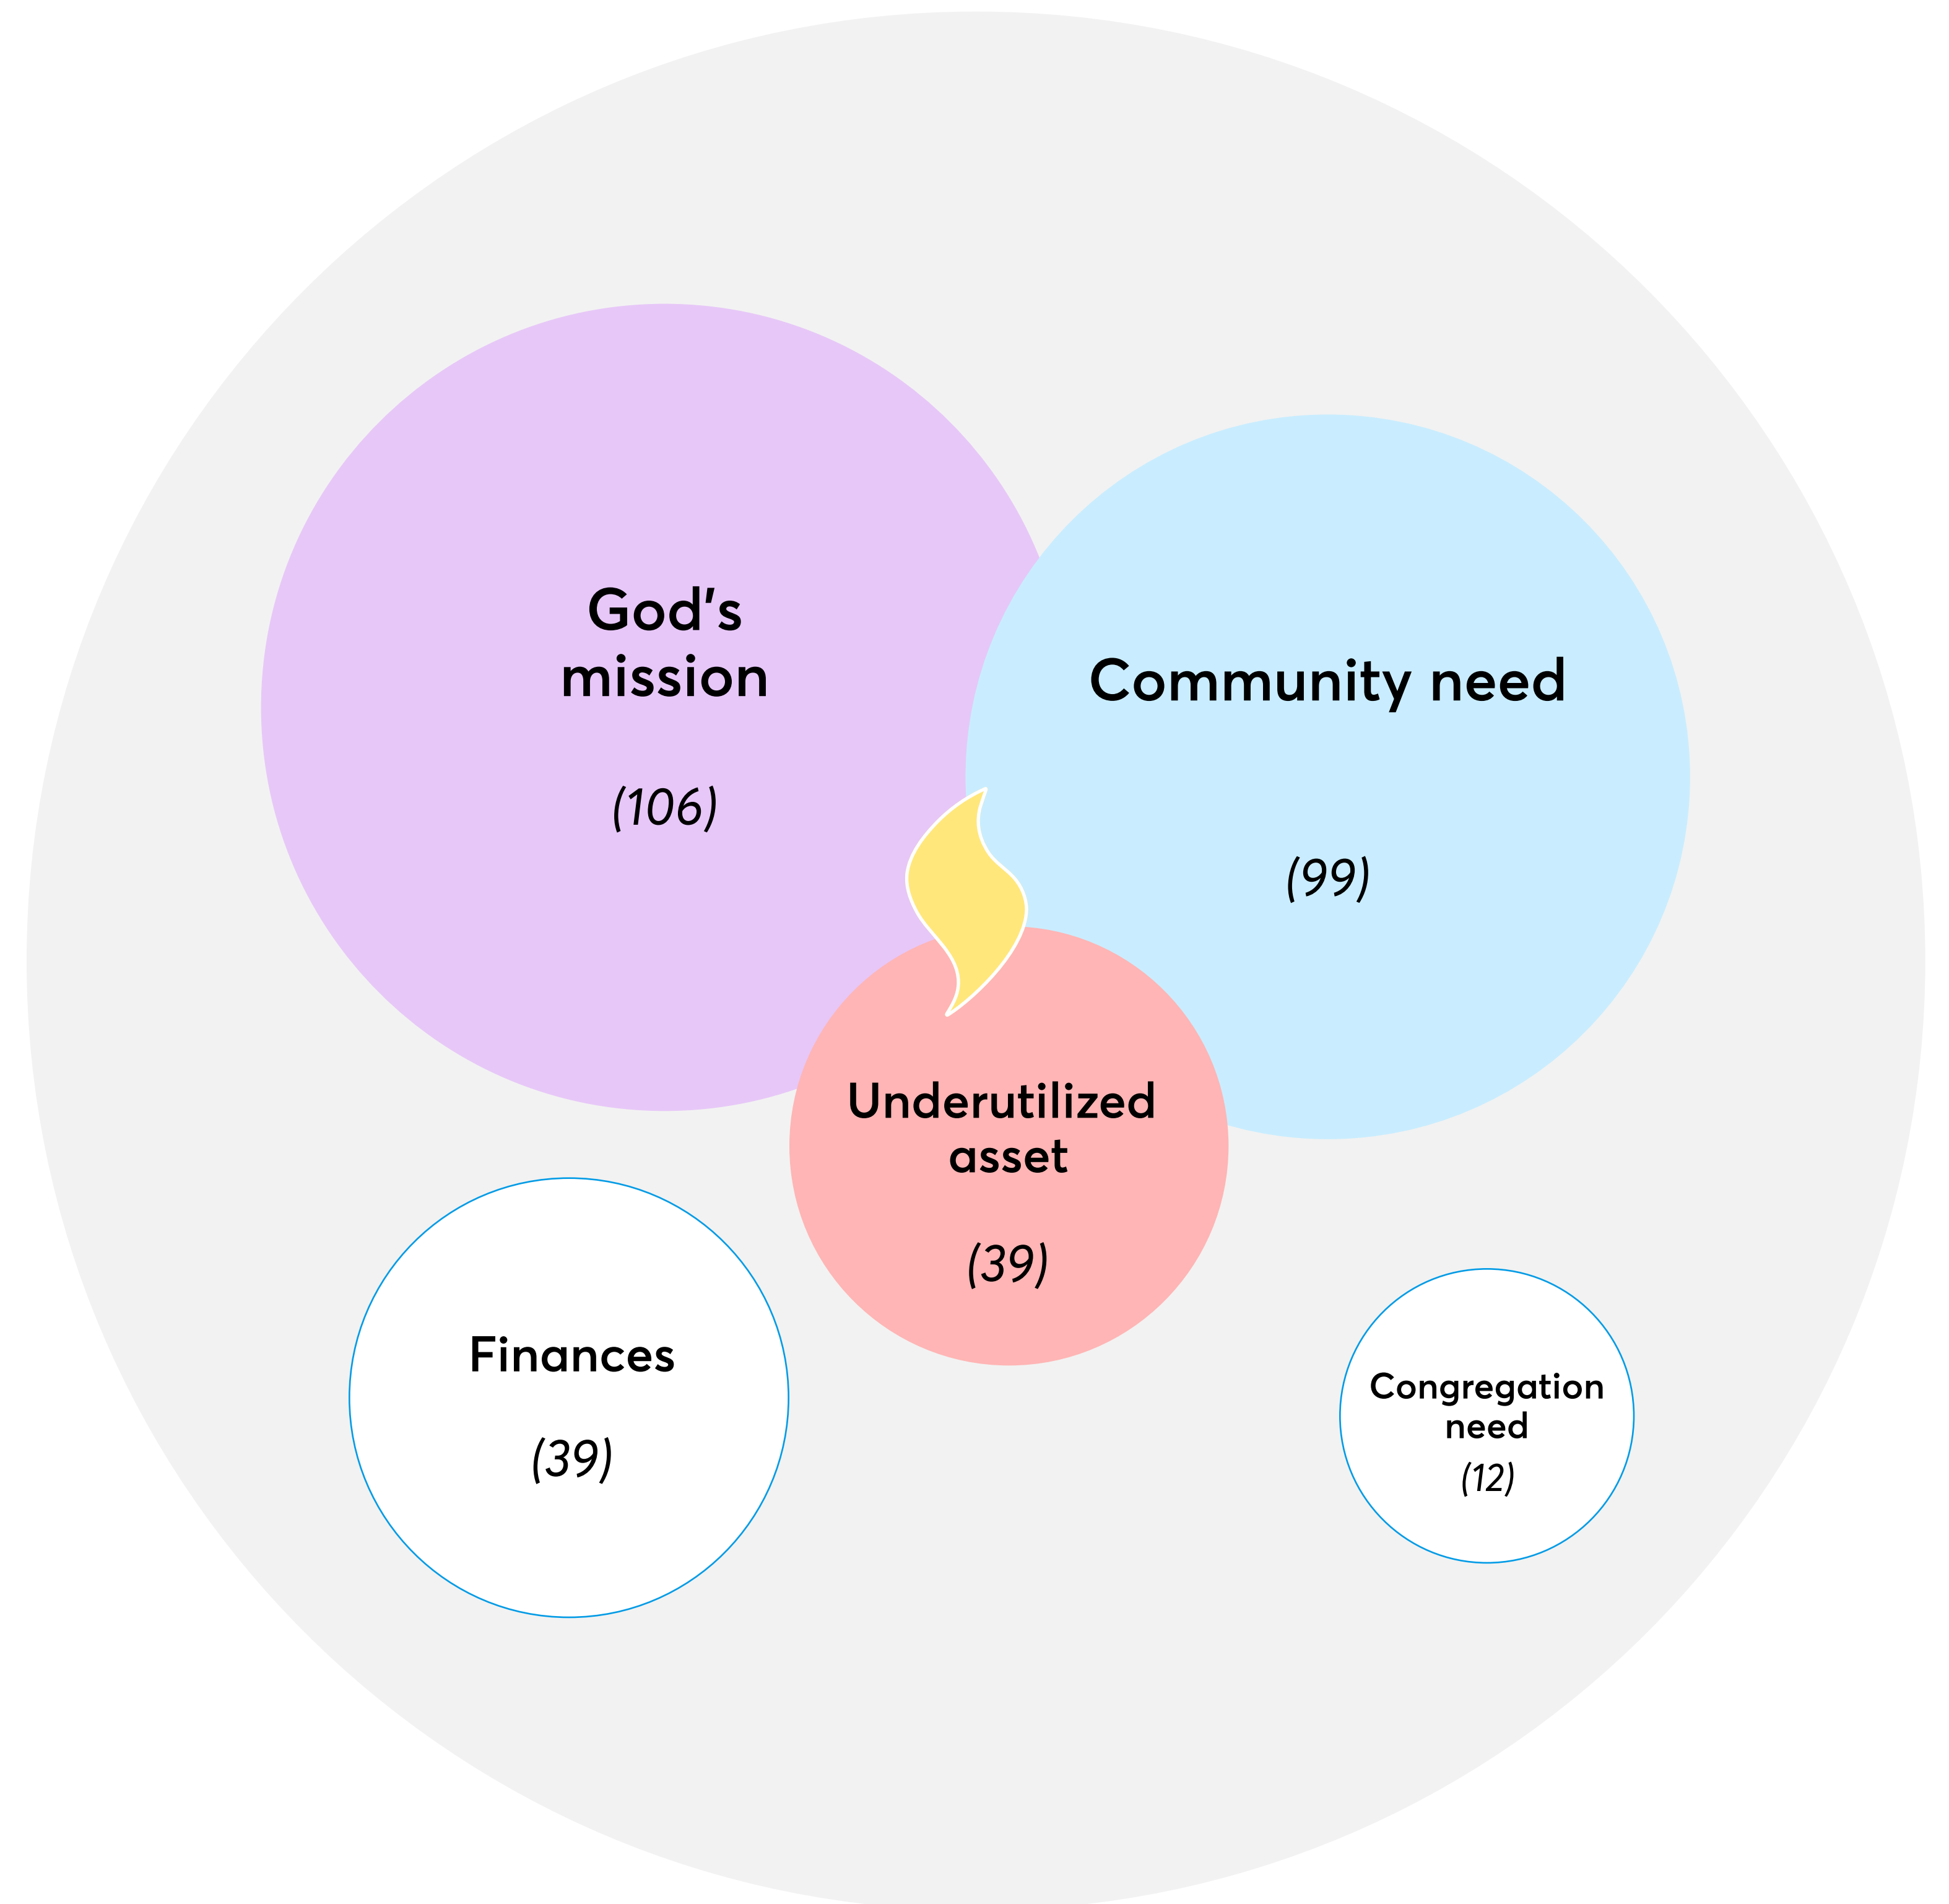 God's
mission
(106)
Community need
(99)
Underutilized
asset
(39)
Finances
(39)
Congregation
need
(12)